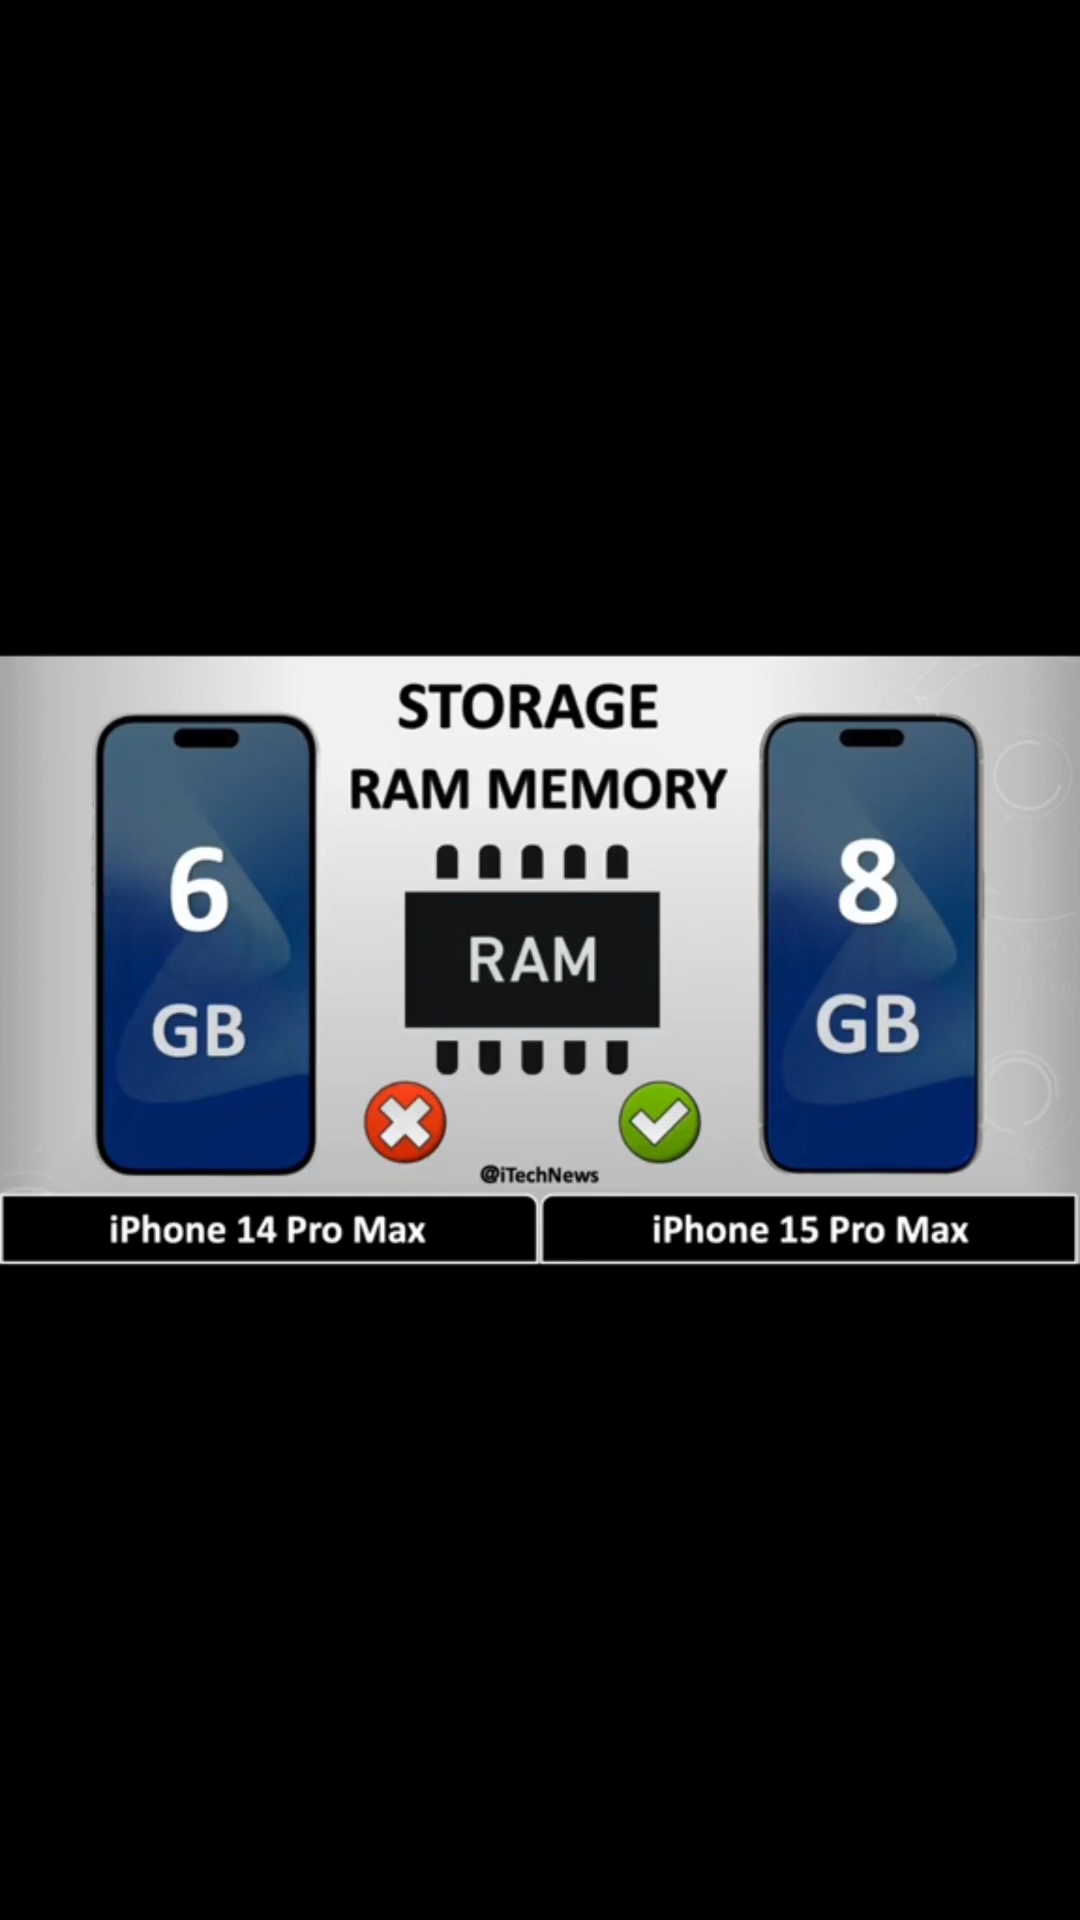 STORAGE
RAM MEMORY
6
GB
RAM
8
GB
@iTechNews
iPhone 14 Pro Max
iPhone 15 Pro Max